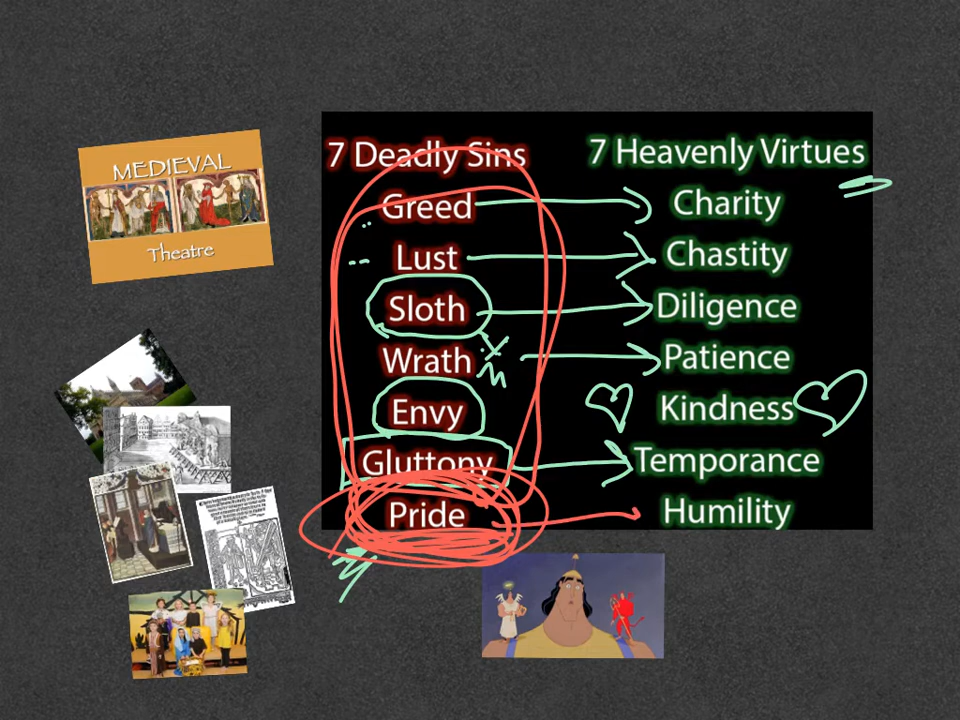 MEDIEVAL
Theatre
7 Deadly Sins
7 Heavenly Virtues
Greed
Charity
Lust
Chastity
Sloth
Diligence
Wrath
Patience
Envy
Kindness
Gluttony
Temporance
Pride
Humility